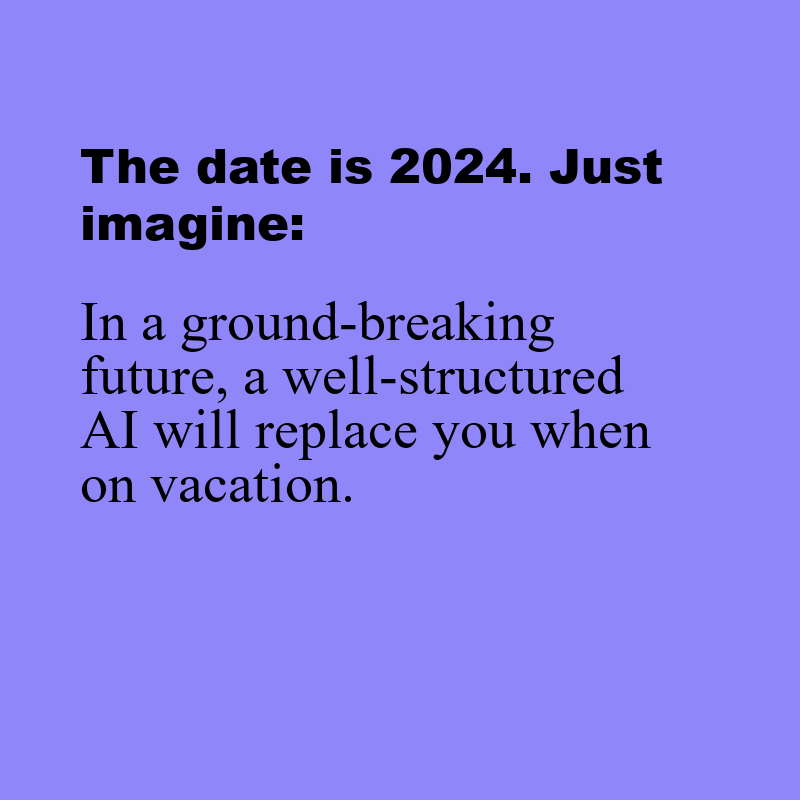 The date is 2024. Just
imagine:
In a ground-breaking
future, a well-structured
AI will replace you when
on vacation.